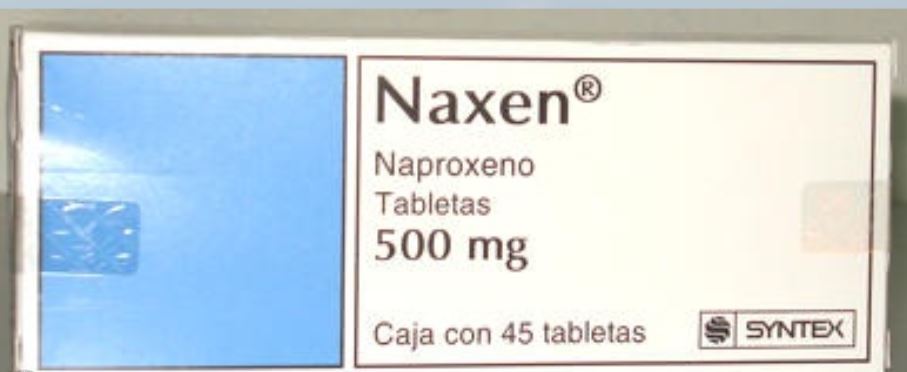 Naxen®
Naproxeno
Tabletas
500 mg
Caja con 45 tabletas
SYNTEX